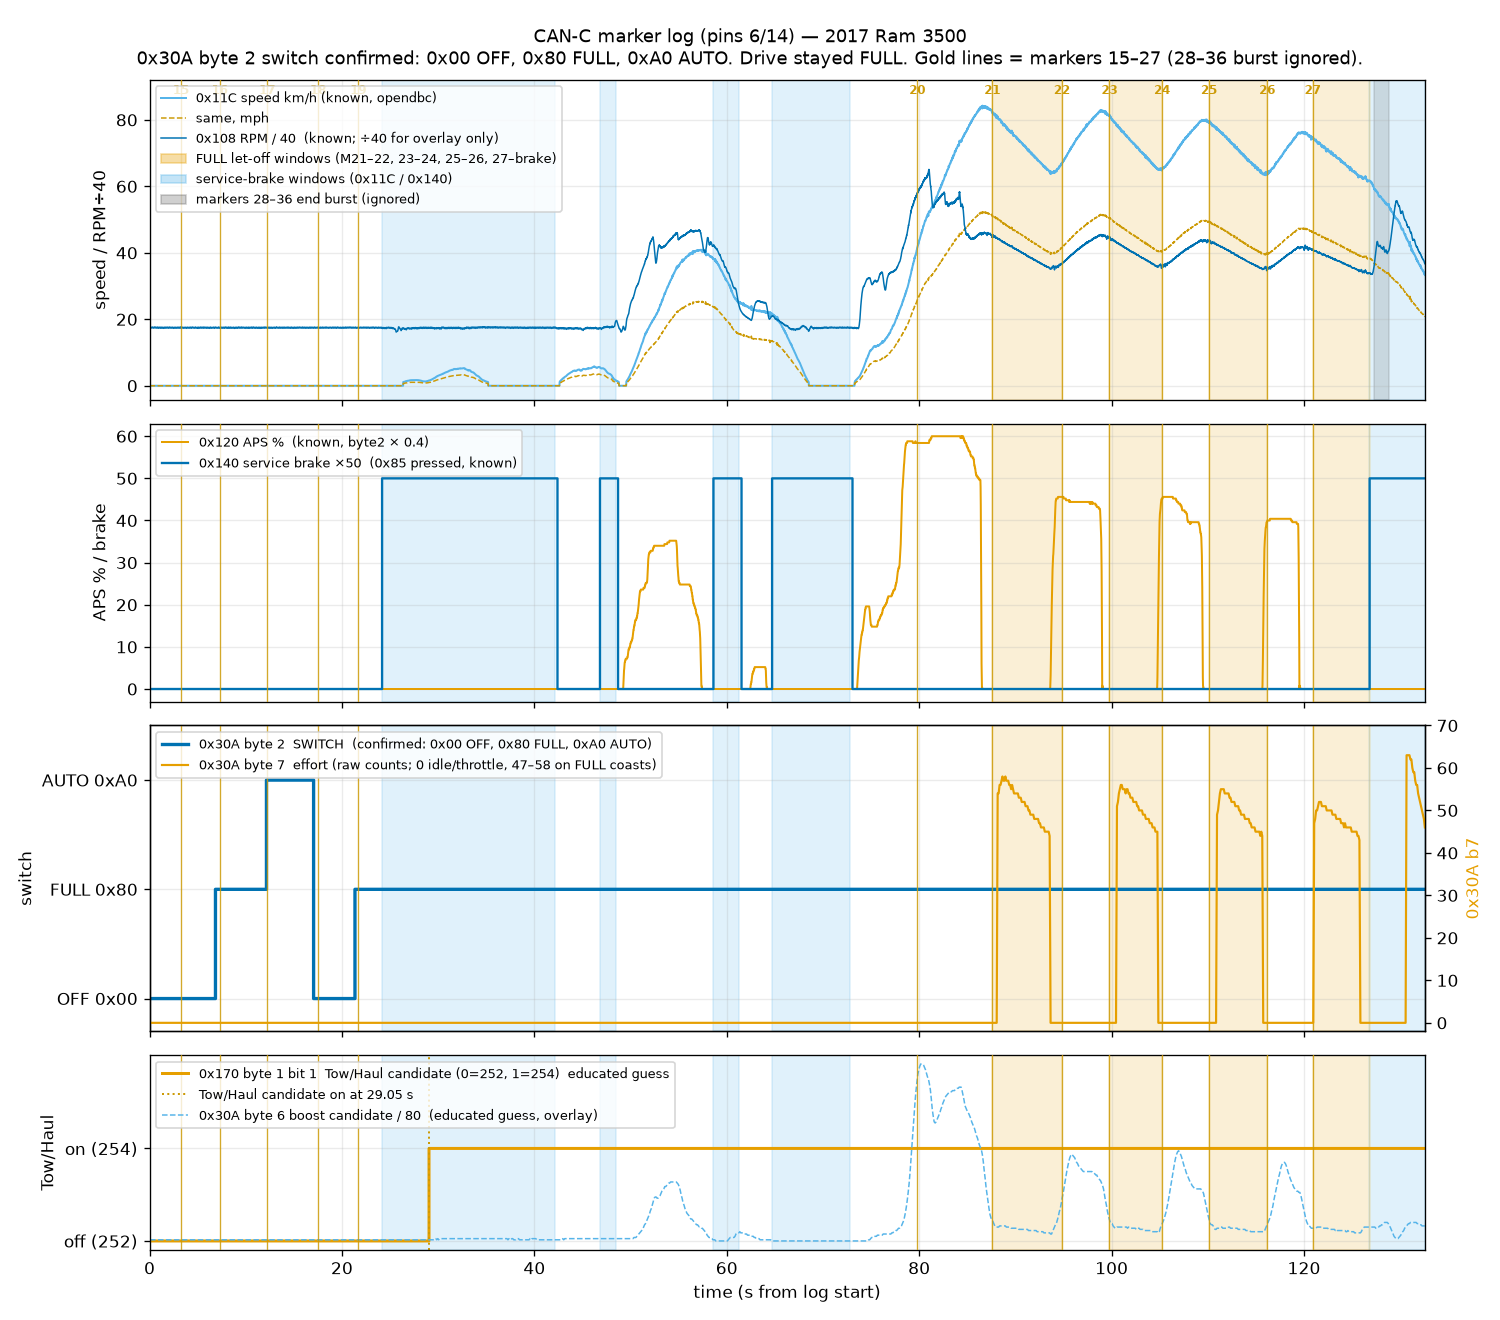 CAN-C marker log (pins 6/14) — 2017 Ram 3500
0x30A byte 2 switch confirmed: 0x00 OFF, 0x80 FULL, 0xA0 AUTO. Drive stayed FULL. Gold lines = markers 15–27 (28–36 burst ignored).
20 21 22 23 24 25 26 27
0x11C speed km/h (known, opendbc)
same, mph
0x108 RPM / 40  (known; ÷40 for overlay only)
FULL let-off windows (M21–22, 23–24, 25–26, 27–brake)
service-brake windows (0x11C / 0x140)
markers 28–36 end burst (ignored)
speed / RPM÷40
80
60
40
20
0
0x120 APS %  (known, byte2 × 0.4)
0x140 service brake ×50  (0x85 pressed, known)
APS % / brake
60
50
40
30
20
10
0
0x30A byte 2  SWITCH  (confirmed: 0x00 OFF, 0x80 FULL, 0xA0 AUTO)
0x30A byte 7  effort (raw counts; 0 idle/throttle, 47–58 on FULL coasts)
switch
AUTO 0xA0
FULL 0x80
OFF 0x00
70
60
50
40
30
20
10
0
0x30A b7
0x170 byte 1 bit 1  Tow/Haul candidate (0=252, 1=254)  educated guess
Tow/Haul candidate on at 29.05 s
0x30A byte 6 boost candidate / 80  (educated guess, overlay)
Tow/Haul
on (254)
off (252)
0 20 40 60 80 100 120
time (s from log start)